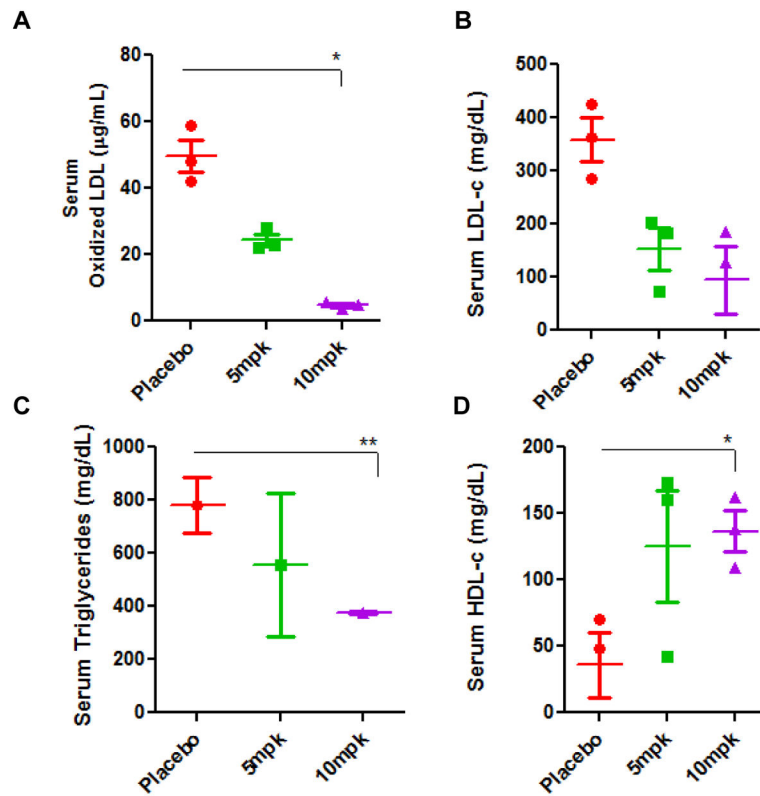 A
Serum
Oxidized LDL (µg/mL)
80
60
40
20
0
*
Placebo
5mpk
10mpk
B
Serum LDL-c (mg/dL)
500
400
300
200
100
0
Placebo
5mpk
10mpk
C
Serum Triglycerides (mg/dL)
1000
800
600
400
200
0
**
Placebo
5mpk
10mpk
D
Serum HDL-c (mg/dL)
200
150
100
50
0
*
Placebo
5mpk
10mpk